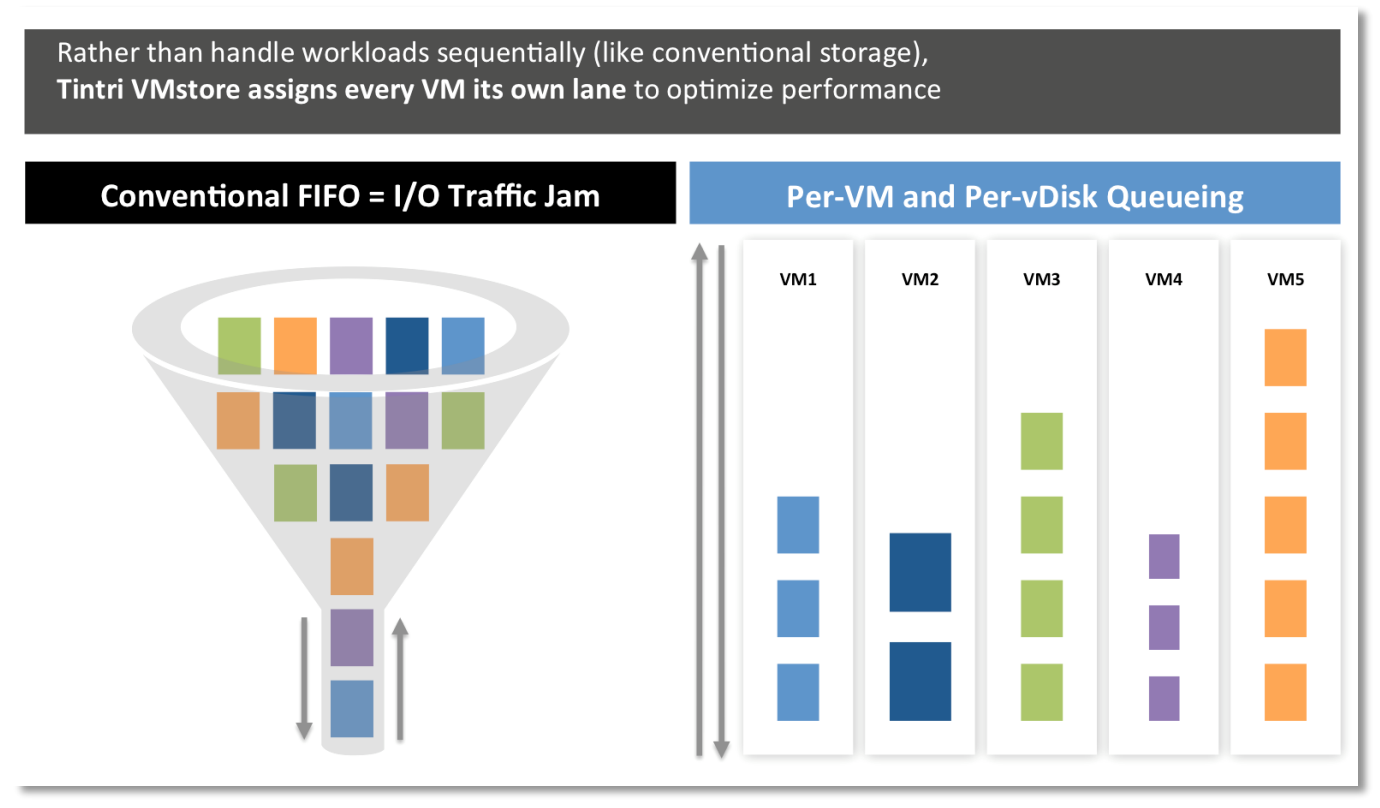 Rather than handle workloads sequentially (like conventional storage),
Tintri VMstore assigns every VM its own lane to optimize performance
Conventional FIFO = I/O Traffic Jam
Per-VM and Per-vDisk Queueing
VM1
VM2
VM3
VM4
VM5